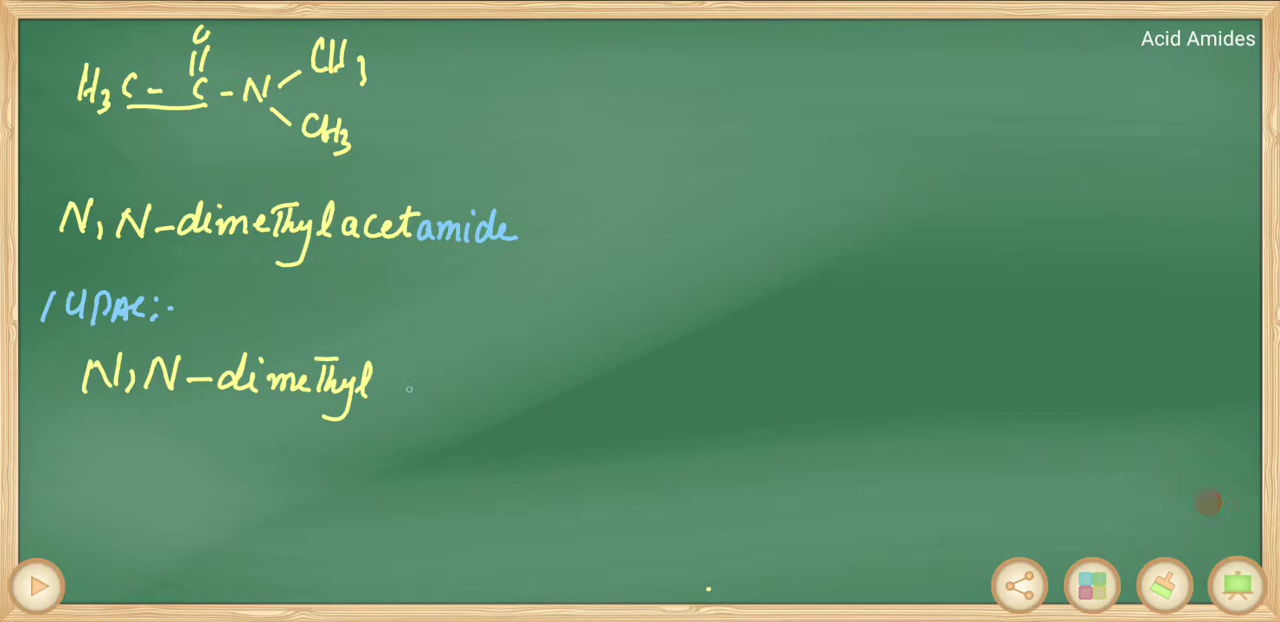 Acid Amides
O
||
H3C - C - N
CH3
CH3
N,N-dimethylacetamide
IUPAC:-
N,N-dimethyl